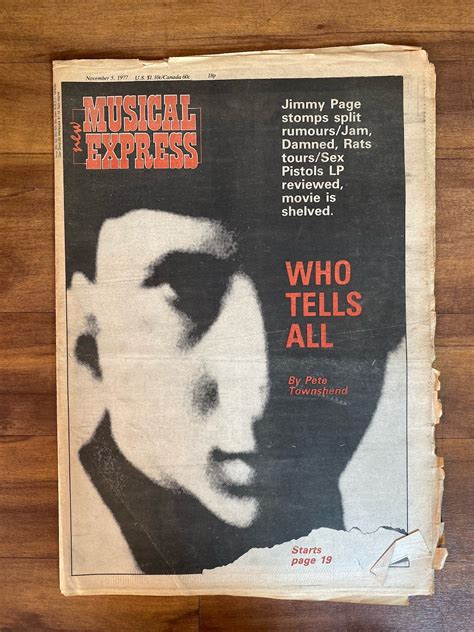 November 5, 1977 U.S. $1.50c/Canada 60c 18p
new
MUSICAL
EXPRESS
Jimmy Page
stomps split
rumours/Jam,
Damned, Rats
tours/Sex
Pistols LP
reviewed,
movie is
shelved.
WHO
TELLS
ALL
By Pete
Townshend
Starts
page 19